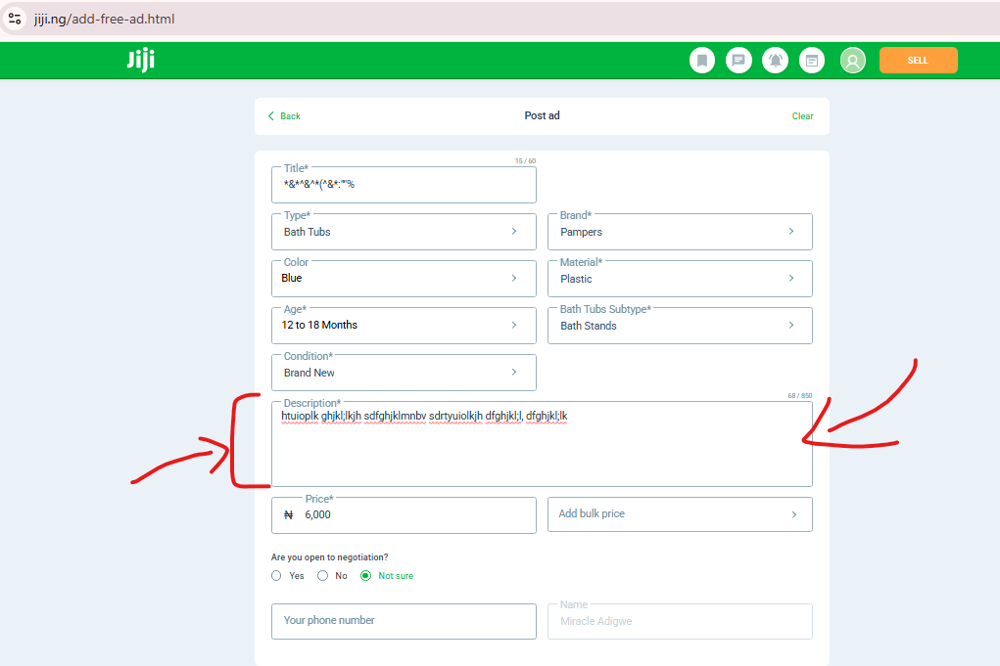 jiji.ng/add-free-ad.html
Jiji
SELL
Back
Post ad
Clear
15 / 60
Title*
*&*^&^*(^&*:""%
Type*
Bath Tubs
Brand*
Pampers
Color
Blue
Material*
Plastic
Age*
12 to 18 Months
Bath Tubs Subtype*
Bath Stands
Condition*
Brand New
68 / 850
Description*
htuioplk ghjkl;lkjh sdfghjklmnbv sdrtyuiolkjh dfghjkl;l, dfghjkl;lk
Price*
₦ 6,000
Add bulk price
Are you open to negotiation?
Yes No Not sure
Your phone number
Name
Miracle Adigwe